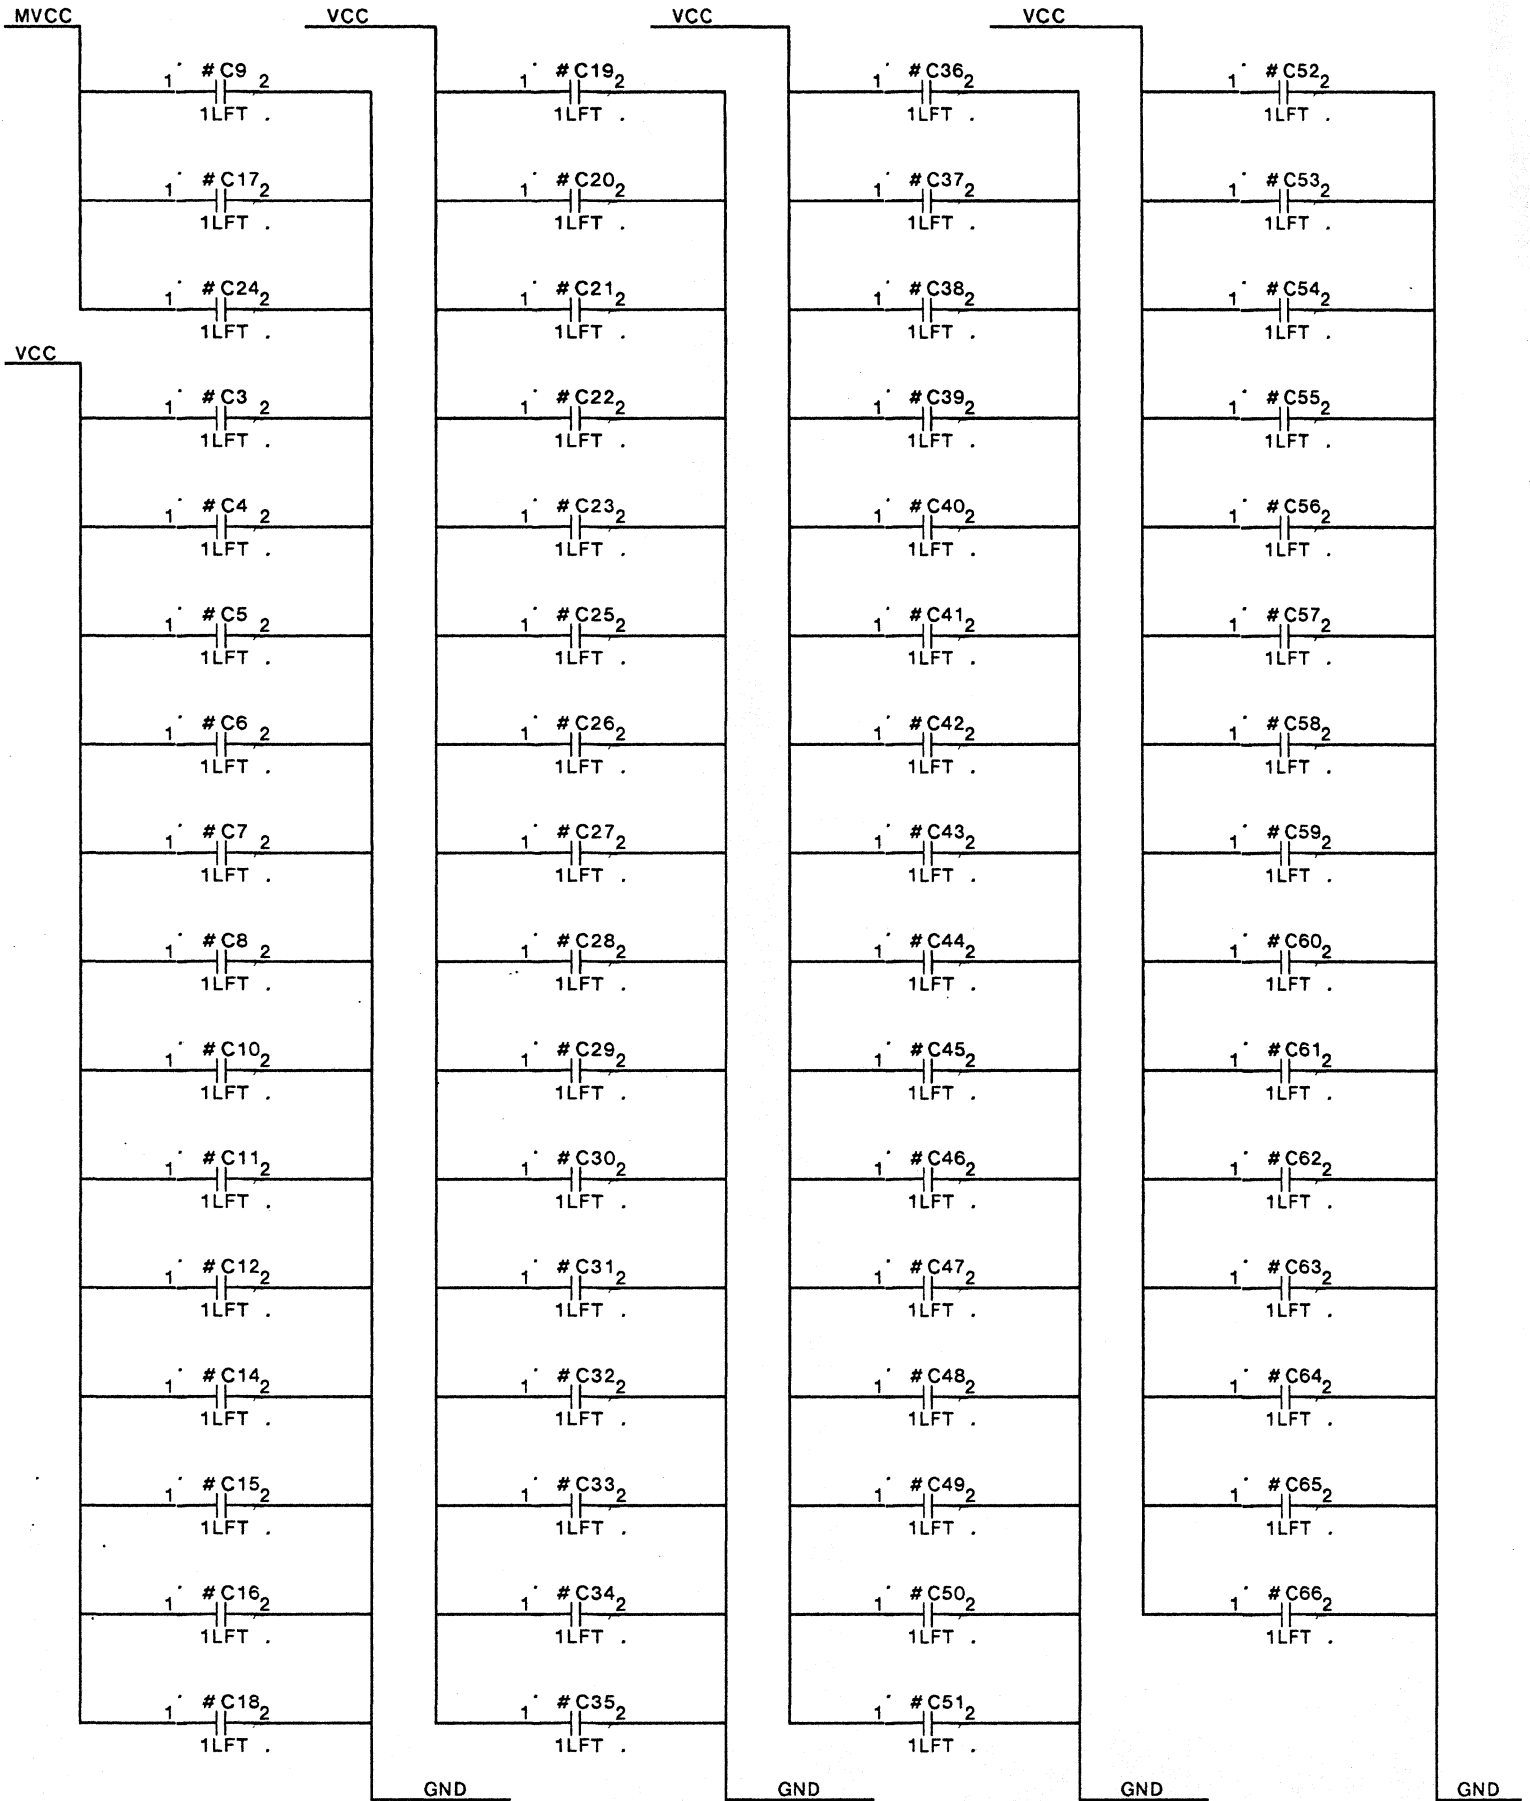 MVCC VCC VCC VCC
#C9 #C19 #C36 #C52
1 2 1 2 1 2 1 2
1LFT . 1LFT . 1LFT . 1LFT .
#C17 #C20 #C37 #C53
1 2 1 2 1 2 1 2
1LFT . 1LFT . 1LFT . 1LFT .
#C24 #C21 #C38 #C54
1 2 1 2 1 2 1 2
1LFT . 1LFT . 1LFT . 1LFT .
VCC
#C3 #C22 #C39 #C55
1 2 1 2 1 2 1 2
1LFT . 1LFT . 1LFT . 1LFT .
#C4 #C23 #C40 #C56
1 2 1 2 1 2 1 2
1LFT . 1LFT . 1LFT . 1LFT .
#C5 #C25 #C41 #C57
1 2 1 2 1 2 1 2
1LFT . 1LFT . 1LFT . 1LFT .
#C6 #C26 #C42 #C58
1 2 1 2 1 2 1 2
1LFT . 1LFT . 1LFT . 1LFT .
#C7 #C27 #C43 #C59
1 2 1 2 1 2 1 2
1LFT . 1LFT . 1LFT . 1LFT .
#C8 #C28 #C44 #C60
1 2 1 2 1 2 1 2
1LFT . 1LFT . 1LFT . 1LFT .
#C10 #C29 #C45 #C61
1 2 1 2 1 2 1 2
1LFT . 1LFT . 1LFT . 1LFT .
#C11 #C30 #C46 #C62
1 2 1 2 1 2 1 2
1LFT . 1LFT . 1LFT . 1LFT .
#C12 #C31 #C47 #C63
1 2 1 2 1 2 1 2
1LFT . 1LFT . 1LFT . 1LFT .
#C14 #C32 #C48 #C64
1 2 1 2 1 2 1 2
1LFT . 1LFT . 1LFT . 1LFT .
#C15 #C33 #C49 #C65
1 2 1 2 1 2 1 2
1LFT . 1LFT . 1LFT . 1LFT .
#C16 #C34 #C50 #C66
1 2 1 2 1 2 1 2
1LFT . 1LFT . 1LFT . 1LFT .
#C18 #C35 #C51
1 2 1 2 1 2
1LFT . 1LFT . 1LFT .
GND GND GND GND